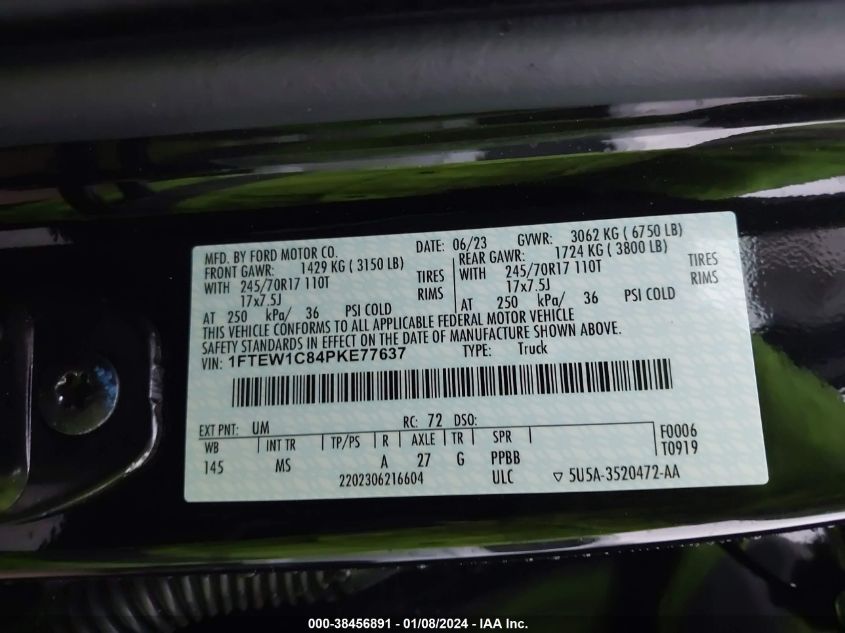 MFD. BY FORD MOTOR CO. DATE: 06/23 GVWR: 3062 KG ( 6750 LB)
FRONT GAWR: 1429 KG ( 3150 LB) REAR GAWR: 1724 KG ( 3800 LB)
WITH 245/70R17 110T TIRES WITH 245/70R17 110T TIRES
17x7.5J RIMS 17x7.5J RIMS
AT 250 kPa/ 36 PSI COLD AT 250 kPa/ 36 PSI COLD
THIS VEHICLE CONFORMS TO ALL APPLICABLE FEDERAL MOTOR VEHICLE
SAFETY STANDARDS IN EFFECT ON THE DATE OF MANUFACTURE SHOWN ABOVE.
VIN: 1FTEW1C84PKE77637 TYPE: Truck
EXT PNT: UM RC: 72 DSO:
WB INT TR TP/PS R AXLE TR SPR F0006
145 MS A 27 G PPBB T0919
2202306216604 ULC ▽ 5U5A-3520472-AA
000-38456891 - 01/08/2024 - IAA Inc.